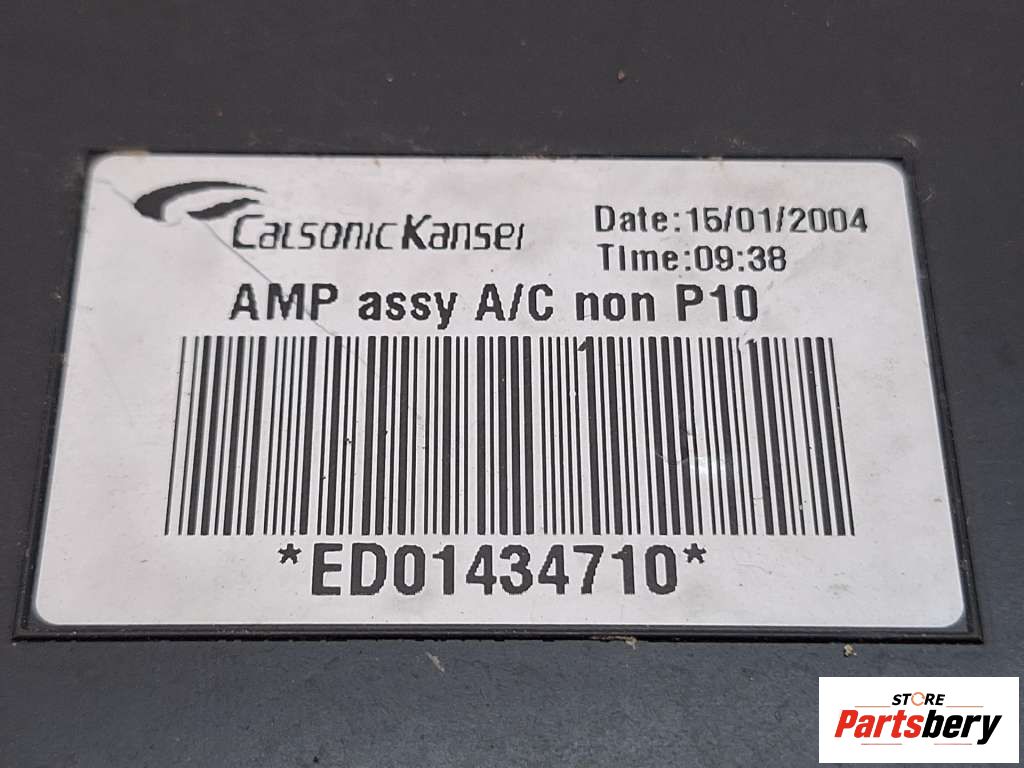 CalsonicKansei
Date:15/01/2004
TIme:09:38
AMP assy A/C non P10
*ED01434710*
STORE
Partsbery